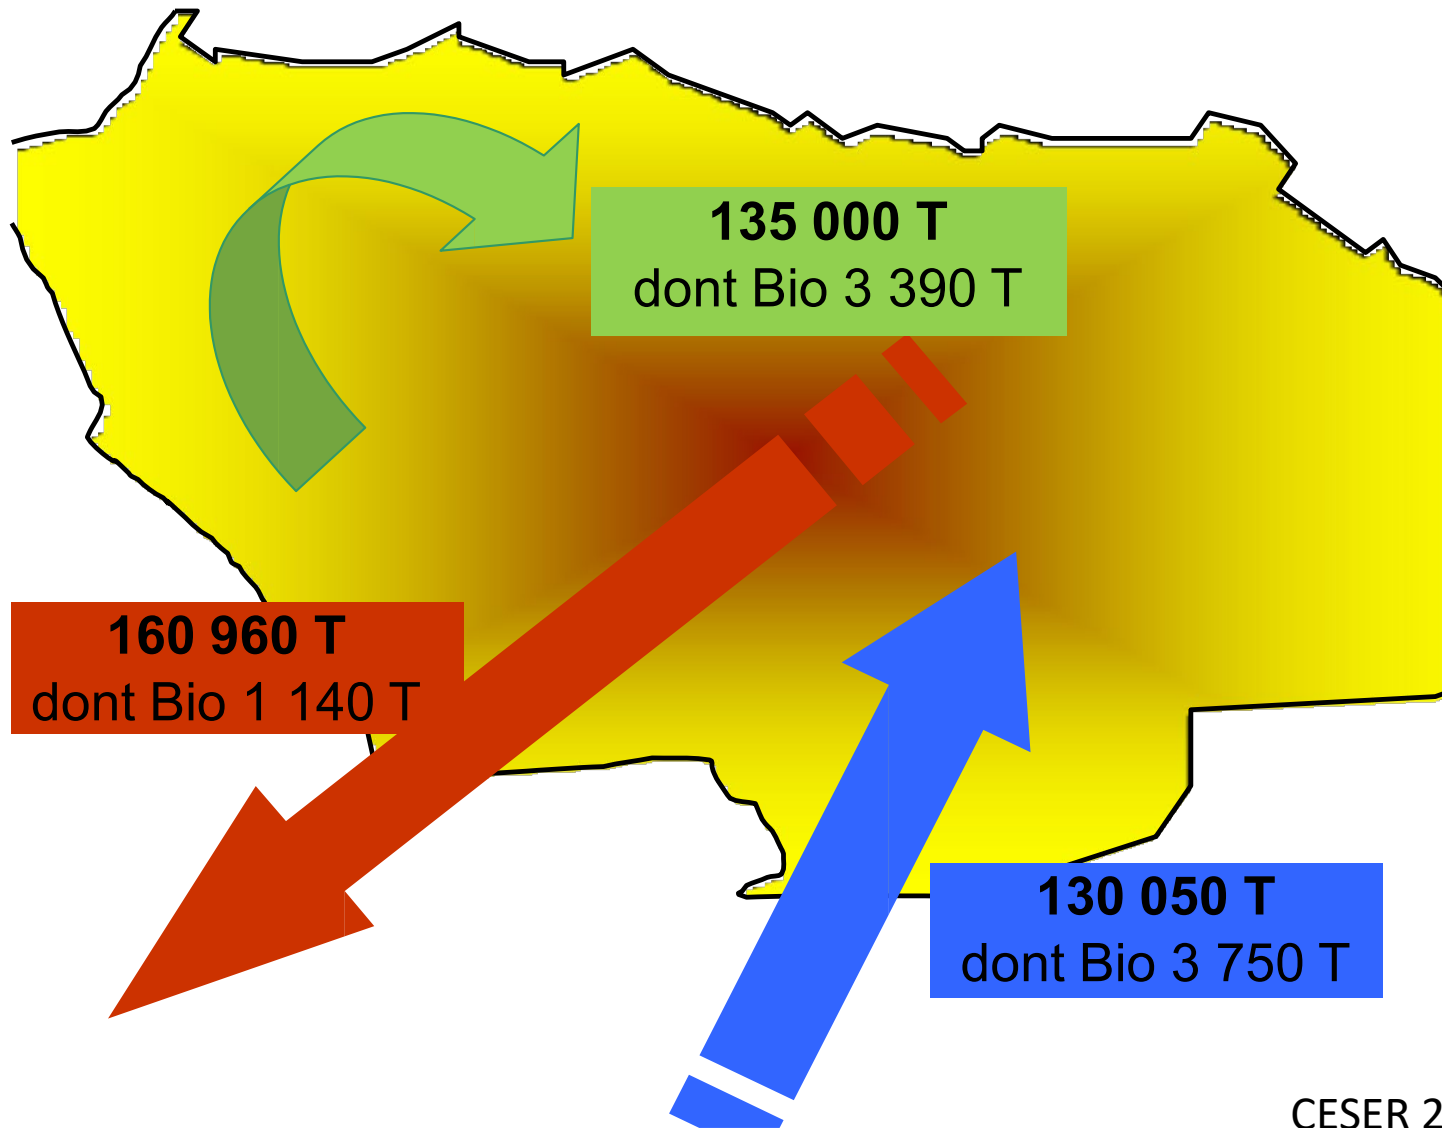 135 000 T
dont Bio 3 390 T
160 960 T
dont Bio 1 140 T
130 050 T
dont Bio 3 750 T
CESER 2